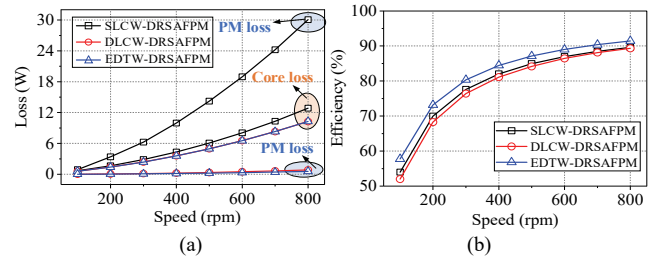 30
24
18
12
6
0
Loss (W)
SLCW-DRSAFPM
DLCW-DRSAFPM
EDTW-DRSAFPM
PM loss
Core loss
PM loss
200 400 600 800
Speed (rpm)
(a)
100
90
80
70
60
50
Efficiency (%)
SLCW-DRSAFPM
DLCW-DRSAFPM
EDTW-DRSAFPM
200 400 600 800
Speed (rpm)
(b)